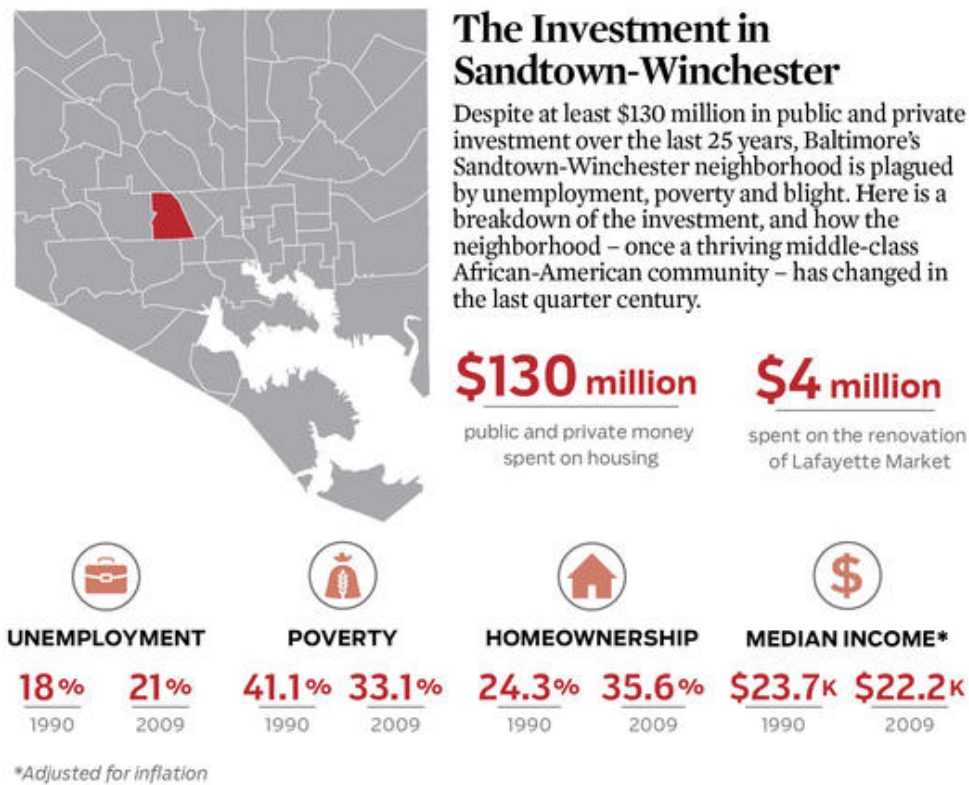 The Investment in
Sandtown-Winchester
Despite at least $130 million in public and private
investment over the last 25 years, Baltimore's
Sandtown-Winchester neighborhood is plagued
by unemployment, poverty and blight. Here is a
breakdown of the investment, and how the
neighborhood – once a thriving middle-class
African-American community – has changed in
the last quarter century.
$130 million
public and private money
spent on housing
$4 million
spent on the renovation
of Lafayette Market
$
UNEMPLOYMENT
18% 21%
1990 2009
POVERTY
41.1% 33.1%
1990 2009
HOMEOWNERSHIP
24.3% 35.6%
1990 2009
MEDIAN INCOME*
$23.7K $22.2K
1990 2009
*Adjusted for inflation